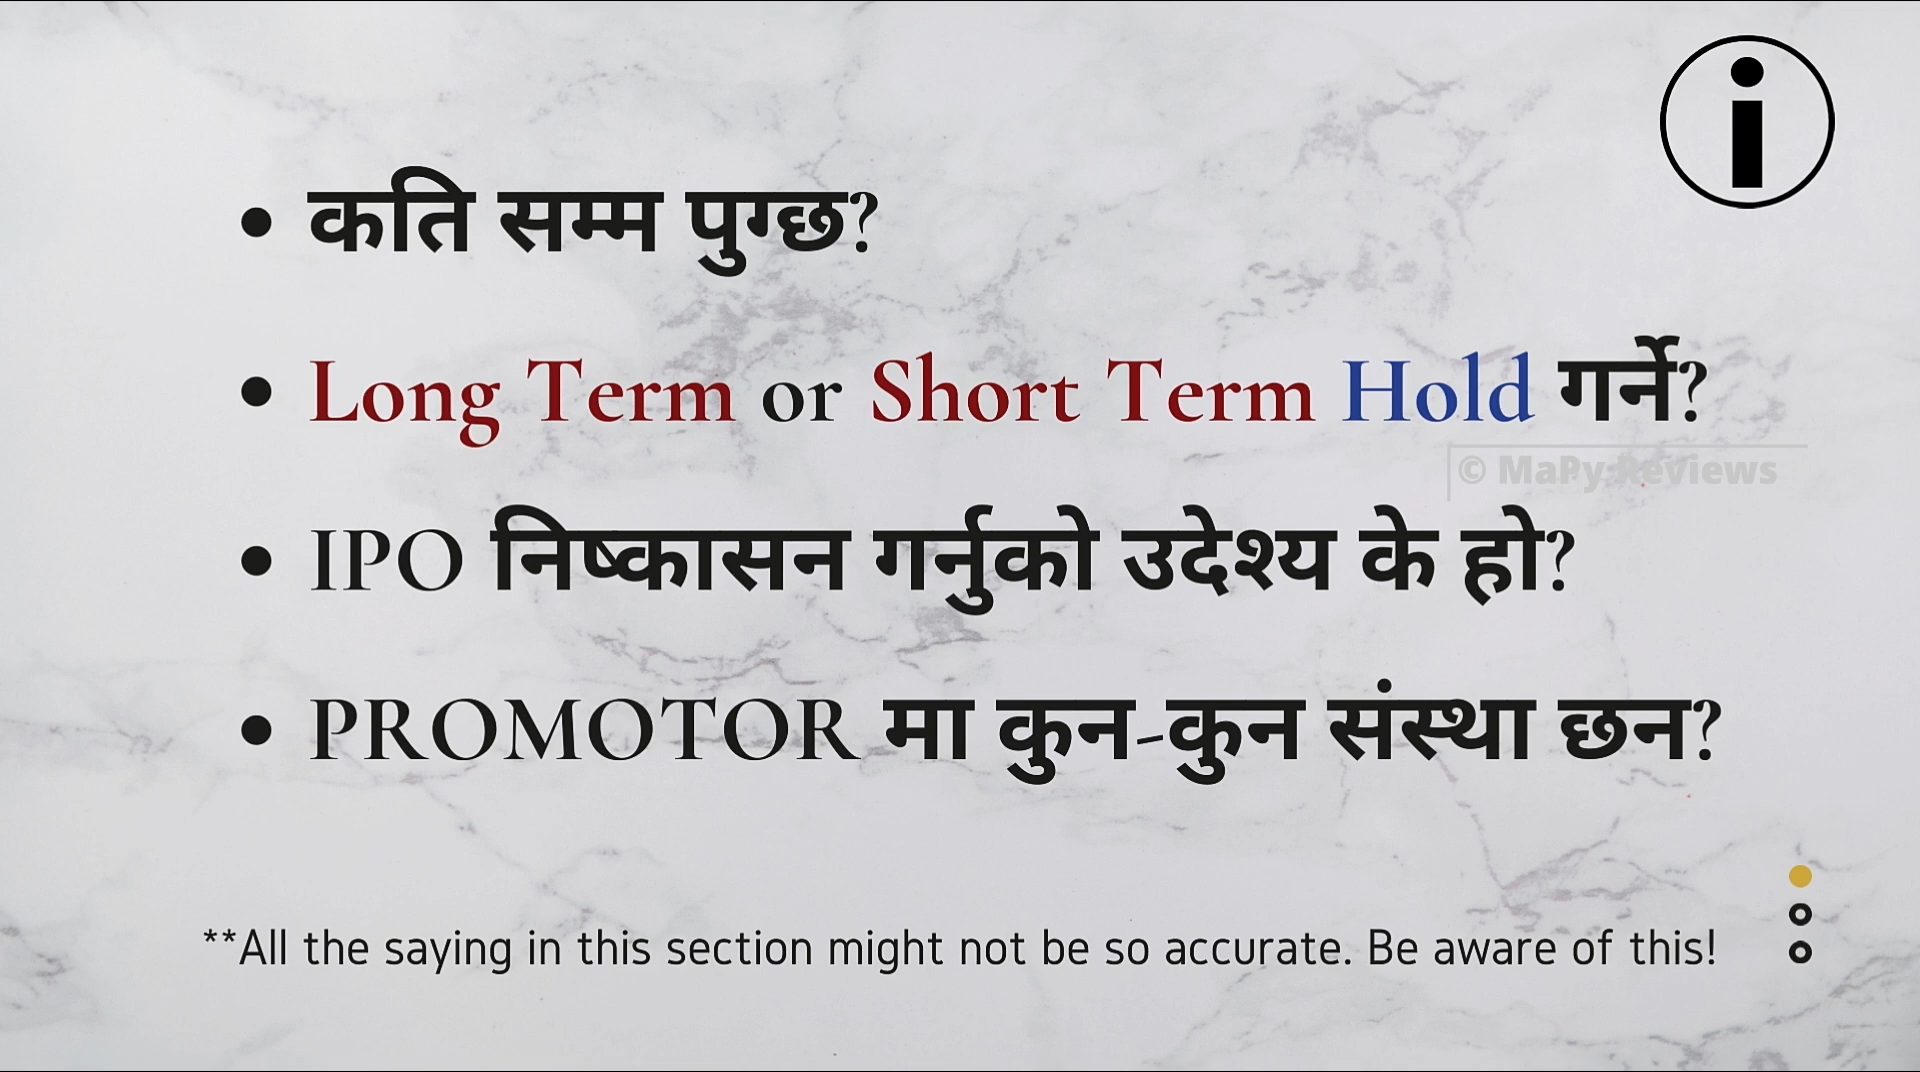 • कति सम्म पुग्छ?
• Long Term or Short Term Hold गर्ने?
© MaPy Reviews
• IPO निष्कासन गर्नुको उदेश्य के हो?
• PROMOTOR मा कुन-कुन संस्था छन?
**All the saying in this section might not be so accurate. Be aware of this!